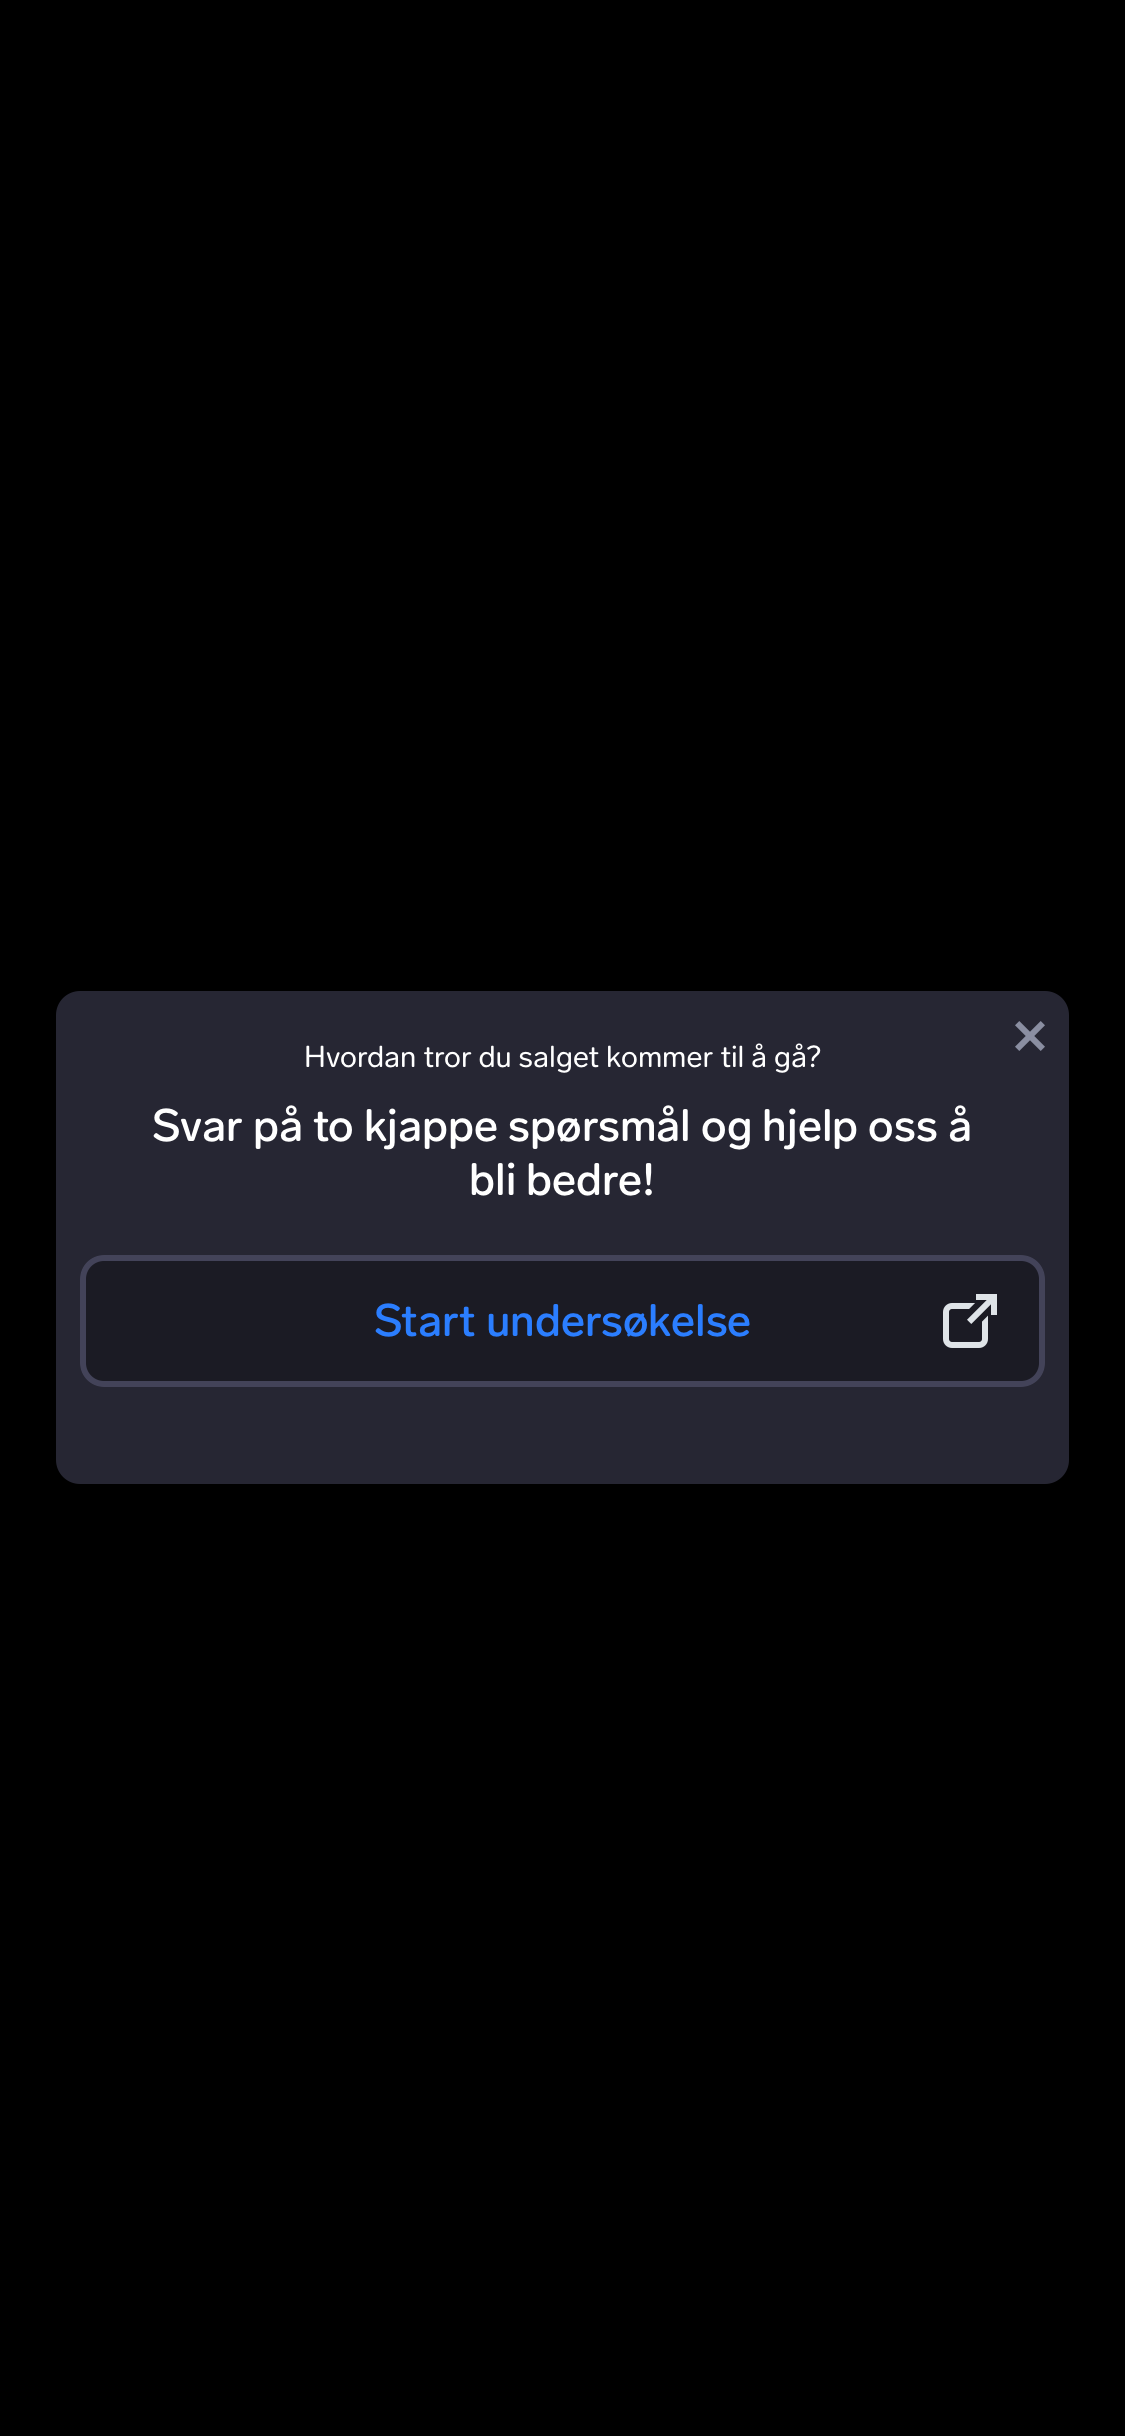 Hvordan tror du salget kommer til å gå?
Svar på to kjappe spørsmål og hjelp oss å
bli bedre!
Start undersøkelse